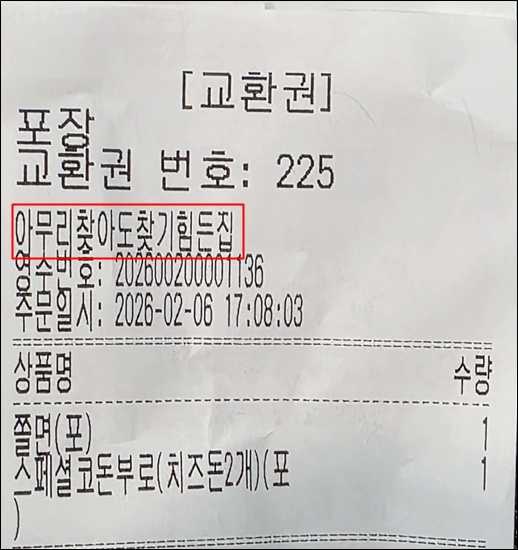 [교환권]
포장
교환권 번호: 225
아무리찾아도찾기힘든집
영수번호: 202600200001136
주문일시: 2026-02-06 17:08:03
상품명 수량
쫄면(포) 1
스페셜코돈부로(치즈돈2개)(포 1
)